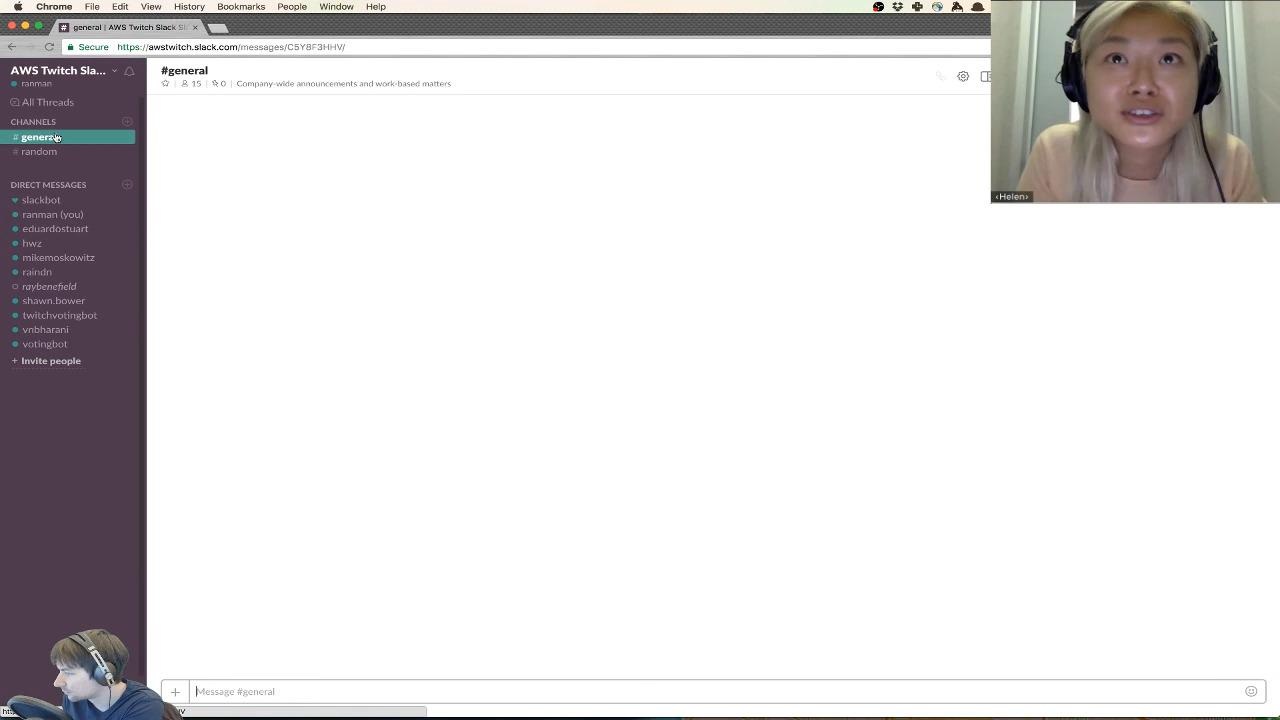 Chrome File Edit View History Bookmarks People Window Help
general | AWS Twitch Slack Sl
Secure https://awstwitch.slack.com/messages/C5Y8F3HHV/
AWS Twitch Sla...
ranman
All Threads
CHANNELS
# general
# random
DIRECT MESSAGES
slackbot
ranman (you)
eduardostuart
hwz
mikemoskowitz
raindn
raybenefield
shawn.bower
twitchvotingbot
vnbharani
votingbot
+ Invite people
#general
15 | 0 | Company-wide announcements and work-based matters
‹Helen›
Message #general